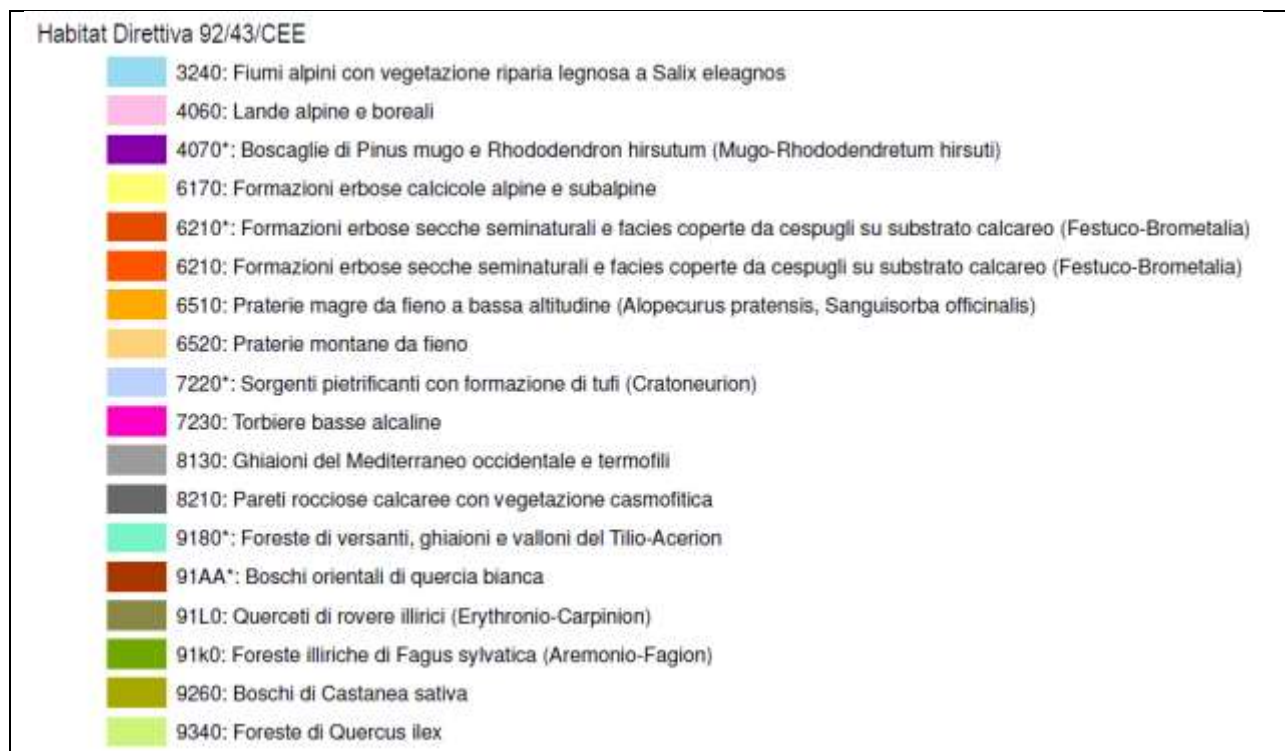 Habitat Direttiva 92/43/CEE
3240: Fiumi alpini con vegetazione riparia legnosa a Salix eleagnos
4060: Lande alpine e boreali
4070*: Boscaglie di Pinus mugo e Rhododendron hirsutum (Mugo-Rhododendretum hirsuti)
6170: Formazioni erbose calcicole alpine e subalpine
6210*: Formazioni erbose secche seminaturali e facies coperte da cespugli su substrato calcareo (Festuco-Brometalia)
6210: Formazioni erbose secche seminaturali e facies coperte da cespugli su substrato calcareo (Festuco-Brometalia)
6510: Praterie magre da fieno a bassa altitudine (Alopecurus pratensis, Sanguisorba officinalis)
6520: Praterie montane da fieno
7220*: Sorgenti pietrificanti con formazione di tufi (Cratoneurion)
7230: Torbiere basse alcaline
8130: Ghiaioni del Mediterraneo occidentale e termofili
8210: Pareti rocciose calcaree con vegetazione casmofitica
9180*: Foreste di versanti, ghiaioni e valloni del Tilio-Acerion
91AA*: Boschi orientali di quercia bianca
91L0: Querceti di rovere illirici (Erythronio-Carpinion)
91k0: Foreste illiriche di Fagus sylvatica (Aremonio-Fagion)
9260: Boschi di Castanea sativa
9340: Foreste di Quercus ilex